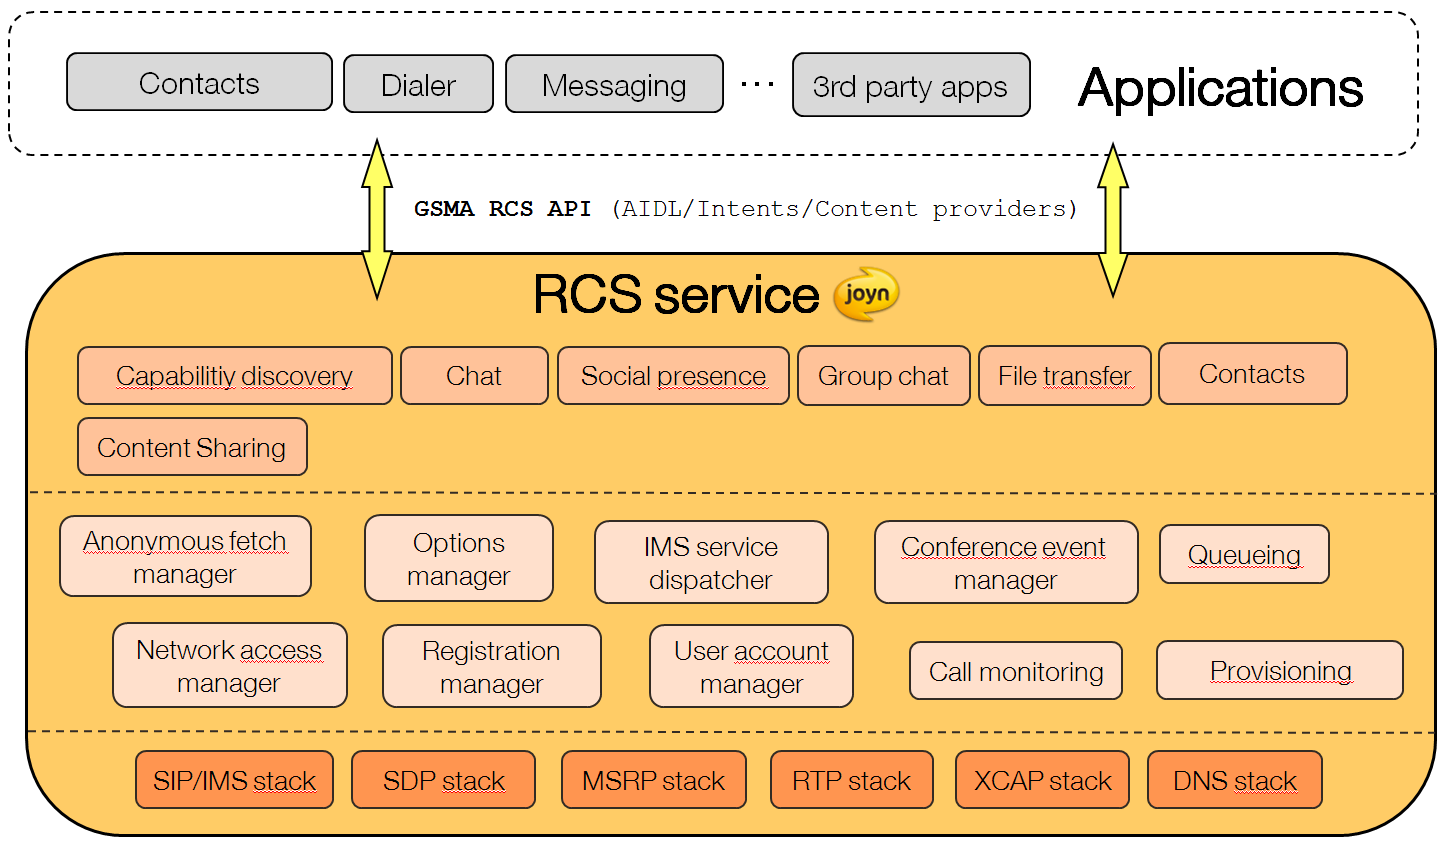 Contacts
Dialer
Messaging
...
3rd party apps
Applications
GSMA RCS API (AIDL/Intents/Content providers)
RCS service
joyn
Capabilitiy discovery
Chat
Social presence
Group chat
File transfer
Contacts
Content Sharing
Anonymous fetch
manager
Options
manager
IMS service
dispatcher
Conference event
manager
Queueing
Network access
manager
Registration
manager
User account
manager
Call monitoring
Provisioning
SIP/IMS stack
SDP stack
MSRP stack
RTP stack
XCAP stack
DNS stack